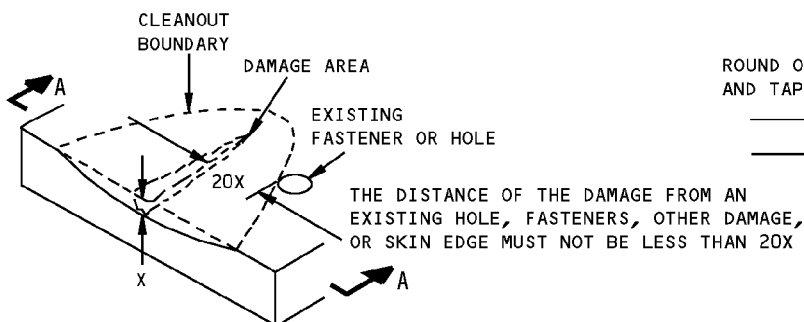 CLEANOUT
BOUNDARY
DAMAGE AREA
ROUND O
AND TAP
A
EXISTING
FASTENER OR HOLE
20X
THE DISTANCE OF THE DAMAGE FROM AN
EXISTING HOLE, FASTENERS, OTHER DAMAGE,
OR SKIN EDGE MUST NOT BE LESS THAN 20X
X
A